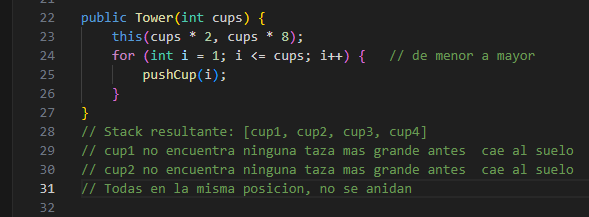 22 public Tower(int cups) {
23 this(cups * 2, cups * 8);
24 for (int i = 1; i <= cups; i++) { // de menor a mayor
25 pushCup(i);
26 }
27 }
28 // Stack resultante: [cup1, cup2, cup3, cup4]
29 // cup1 no encuentra ninguna taza mas grande antes  cae al suelo
30 // cup2 no encuentra ninguna taza mas grande antes  cae al suelo
31 // Todas en la misma posicion, no se anidan
32